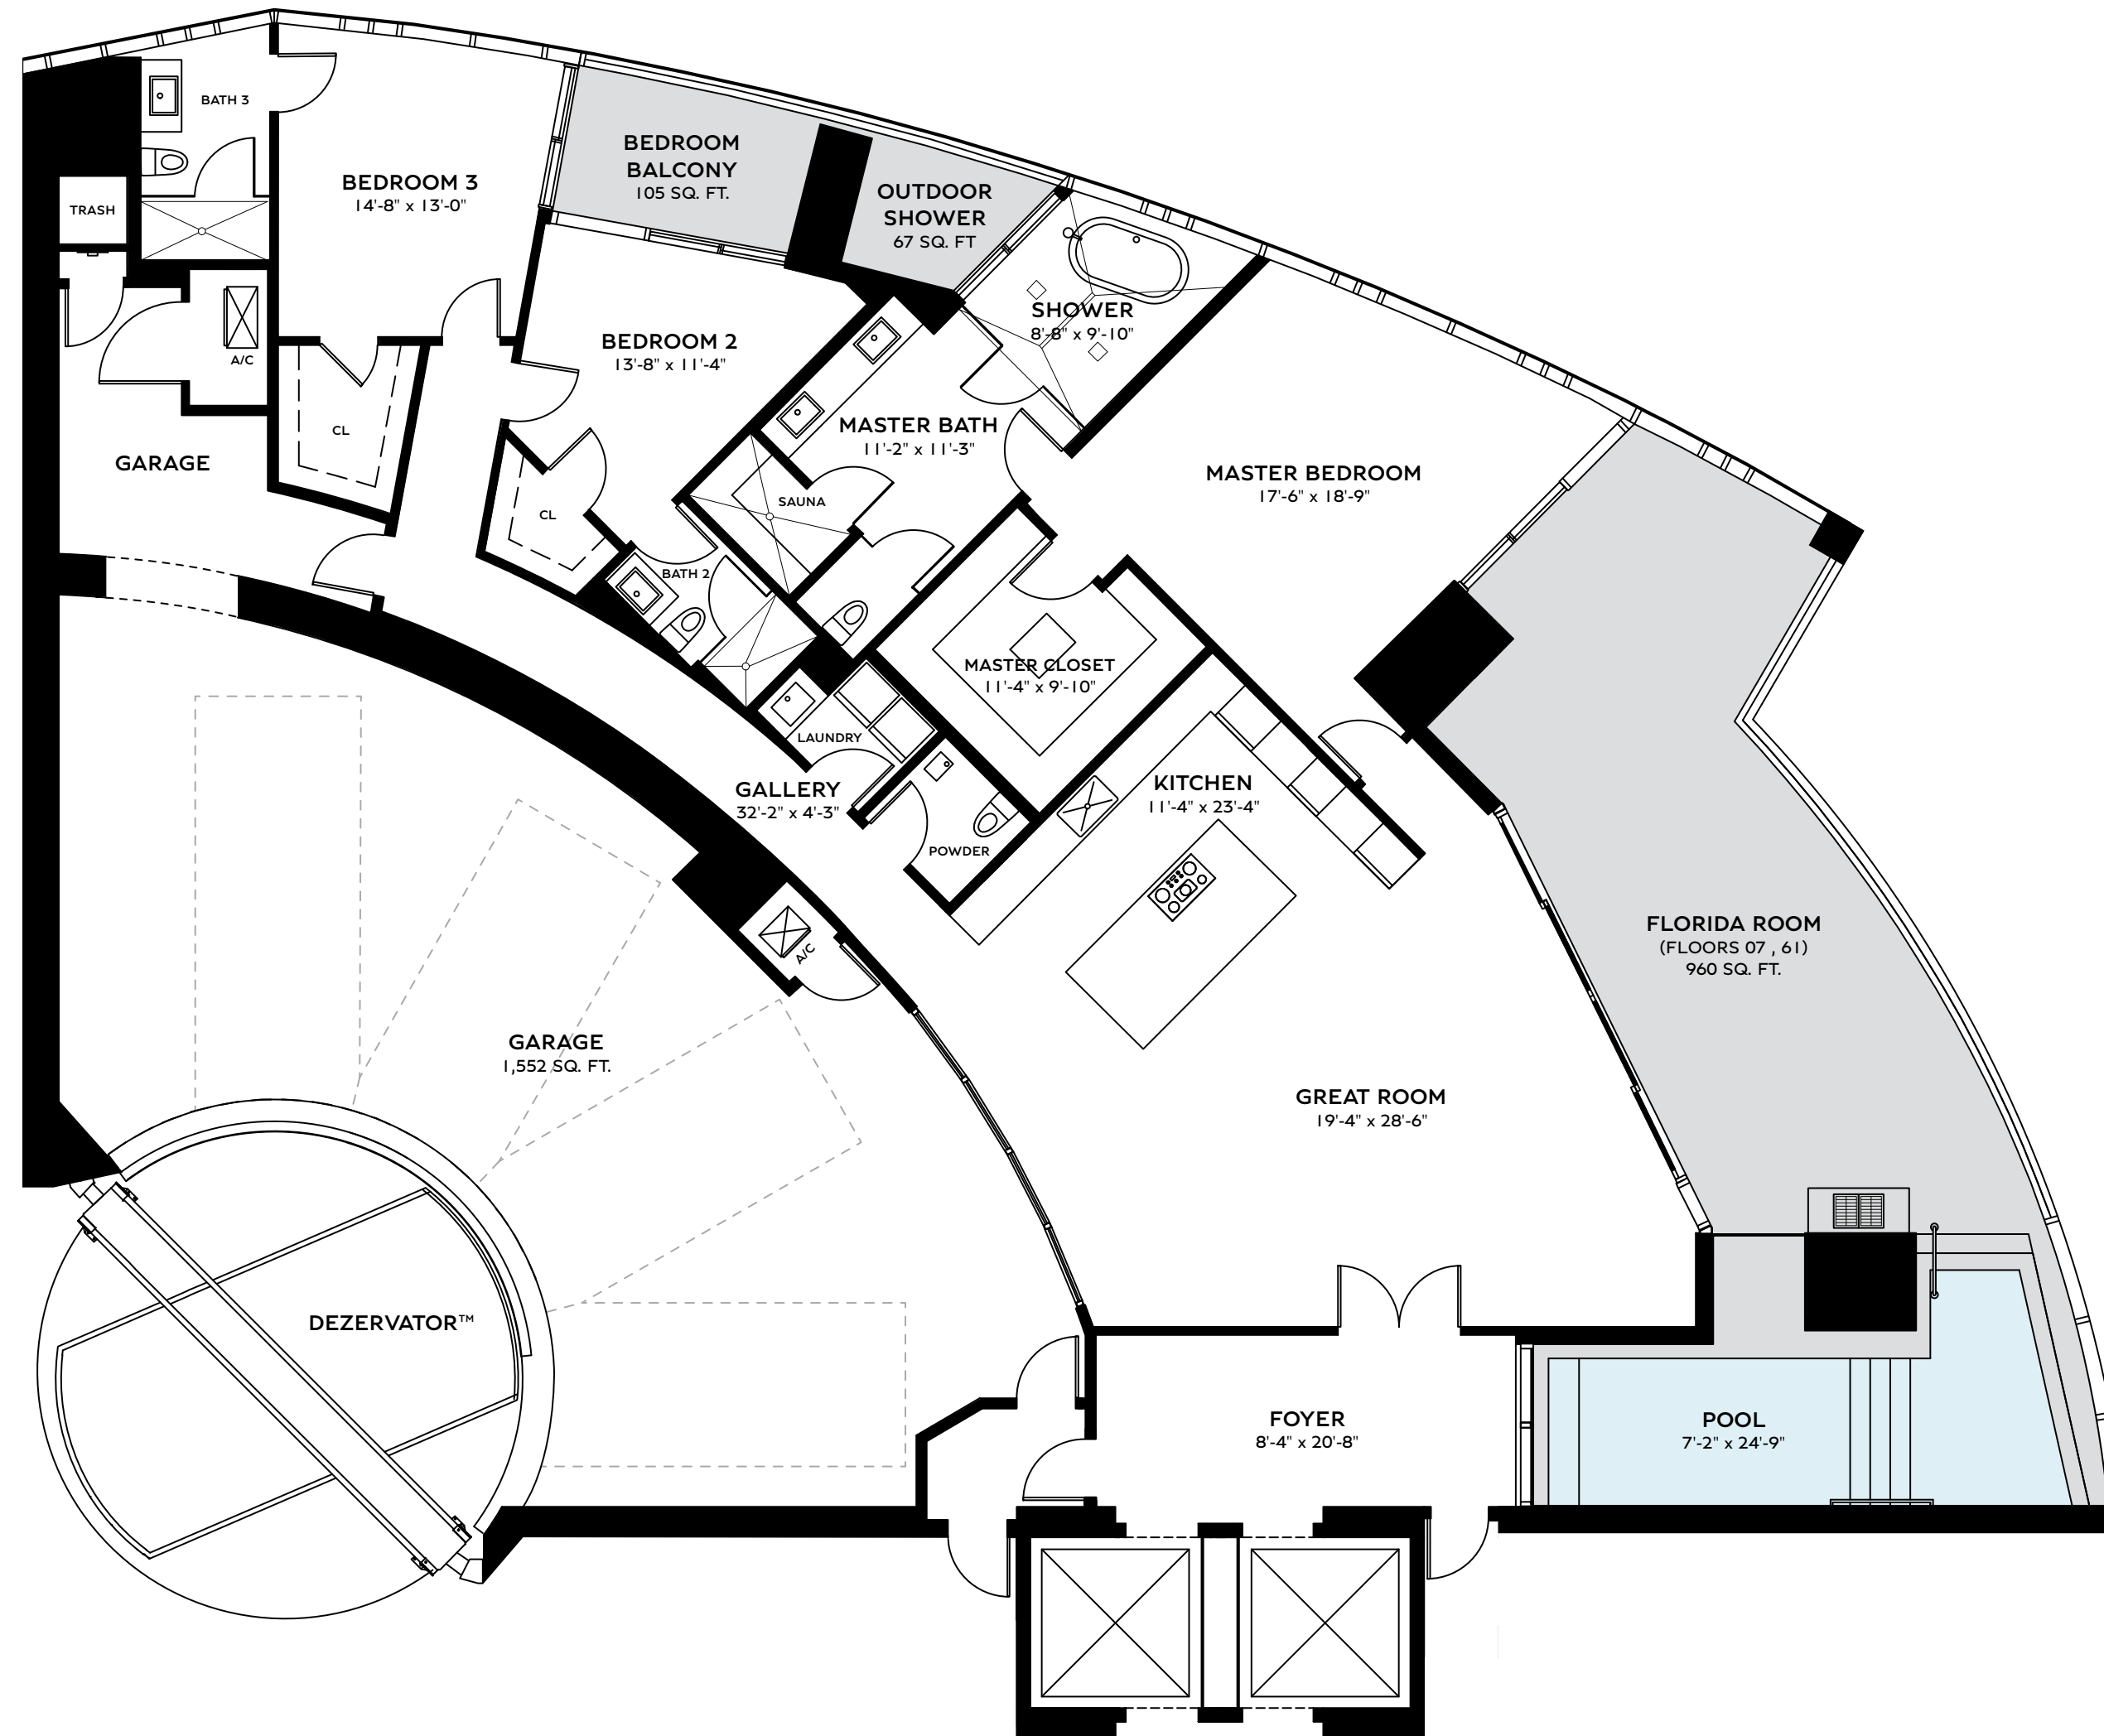 BATH 3
BEDROOM
BALCONY
105 SQ. FT.
BEDROOM 3
14'-8" x 13'-0"
OUTDOOR
SHOWER
67 SQ. FT
TRASH
SHOWER
8'-8" x 9'-10"
BEDROOM 2
13'-8" x 11'-4"
A/C
CL
MASTER BATH
11'-2" x 11'-3"
GARAGE
MASTER BEDROOM
17'-6" x 18'-9"
SAUNA
CL
BATH 2
MASTER CLOSET
11'-4" x 9'-10"
LAUNDRY
GALLERY
32'-2" x 4'-3"
KITCHEN
11'-4" x 23'-4"
POWDER
FLORIDA ROOM
(FLOORS 07 , 61)
960 SQ. FT.
A/C
GARAGE
1,552 SQ. FT.
GREAT ROOM
19'-4" x 28'-6"
DEZERVATOR™
FOYER
8'-4" x 20'-8"
POOL
7'-2" x 24'-9"